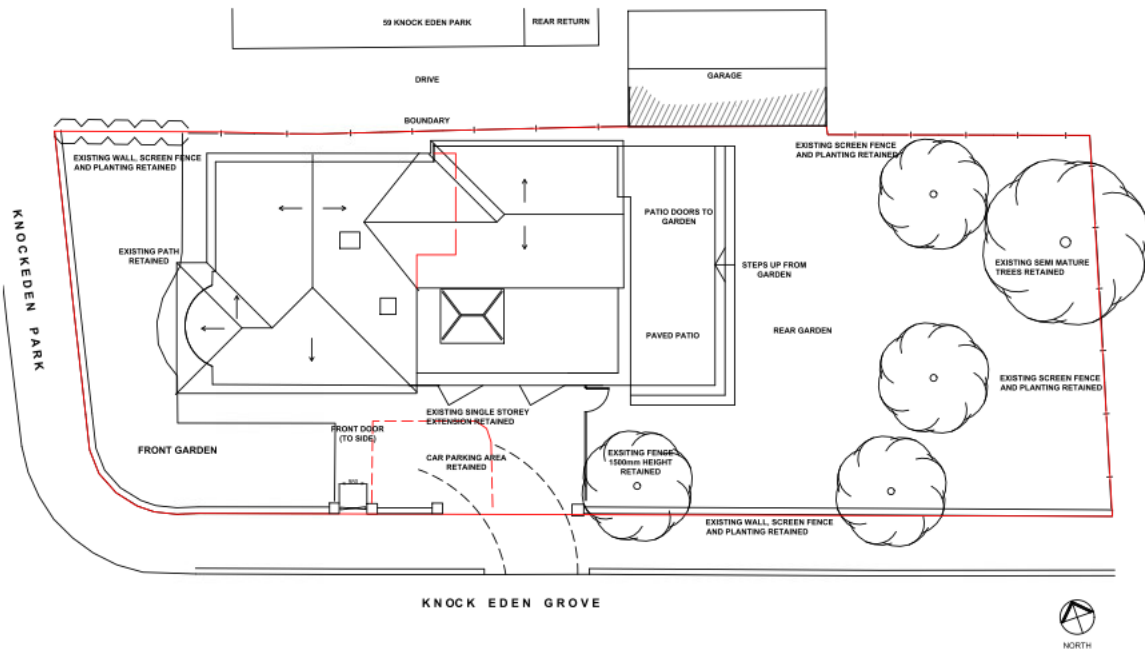 59 KNOCK EDEN PARK
REAR RETURN
DRIVE
GARAGE
BOUNDARY
EXISTING WALL, SCREEN FENCE
AND PLANTING RETAINED
EXISTING SCREEN FENCE
AND PLANTING RETAINED
KNOCKEDEN PARK
PATIO DOORS TO
GARDEN
EXISTING PATH
RETAINED
STEPS UP FROM
GARDEN
EXISTING SEMI MATURE
TREES RETAINED
REAR GARDEN
PAVED PATIO
EXISTING SCREEN FENCE
AND PLANTING RETAINED
EXISTING SINGLE STOREY
EXTENSION RETAINED
FRONT DOOR
(TO SIDE)
FRONT GARDEN
CAR PARKING AREA
RETAINED
EXSITING FENCE
1500mm HEIGHT
RETAINED
EXISTING WALL, SCREEN FENCE
AND PLANTING RETAINED
KNOCK EDEN GROVE
NORTH